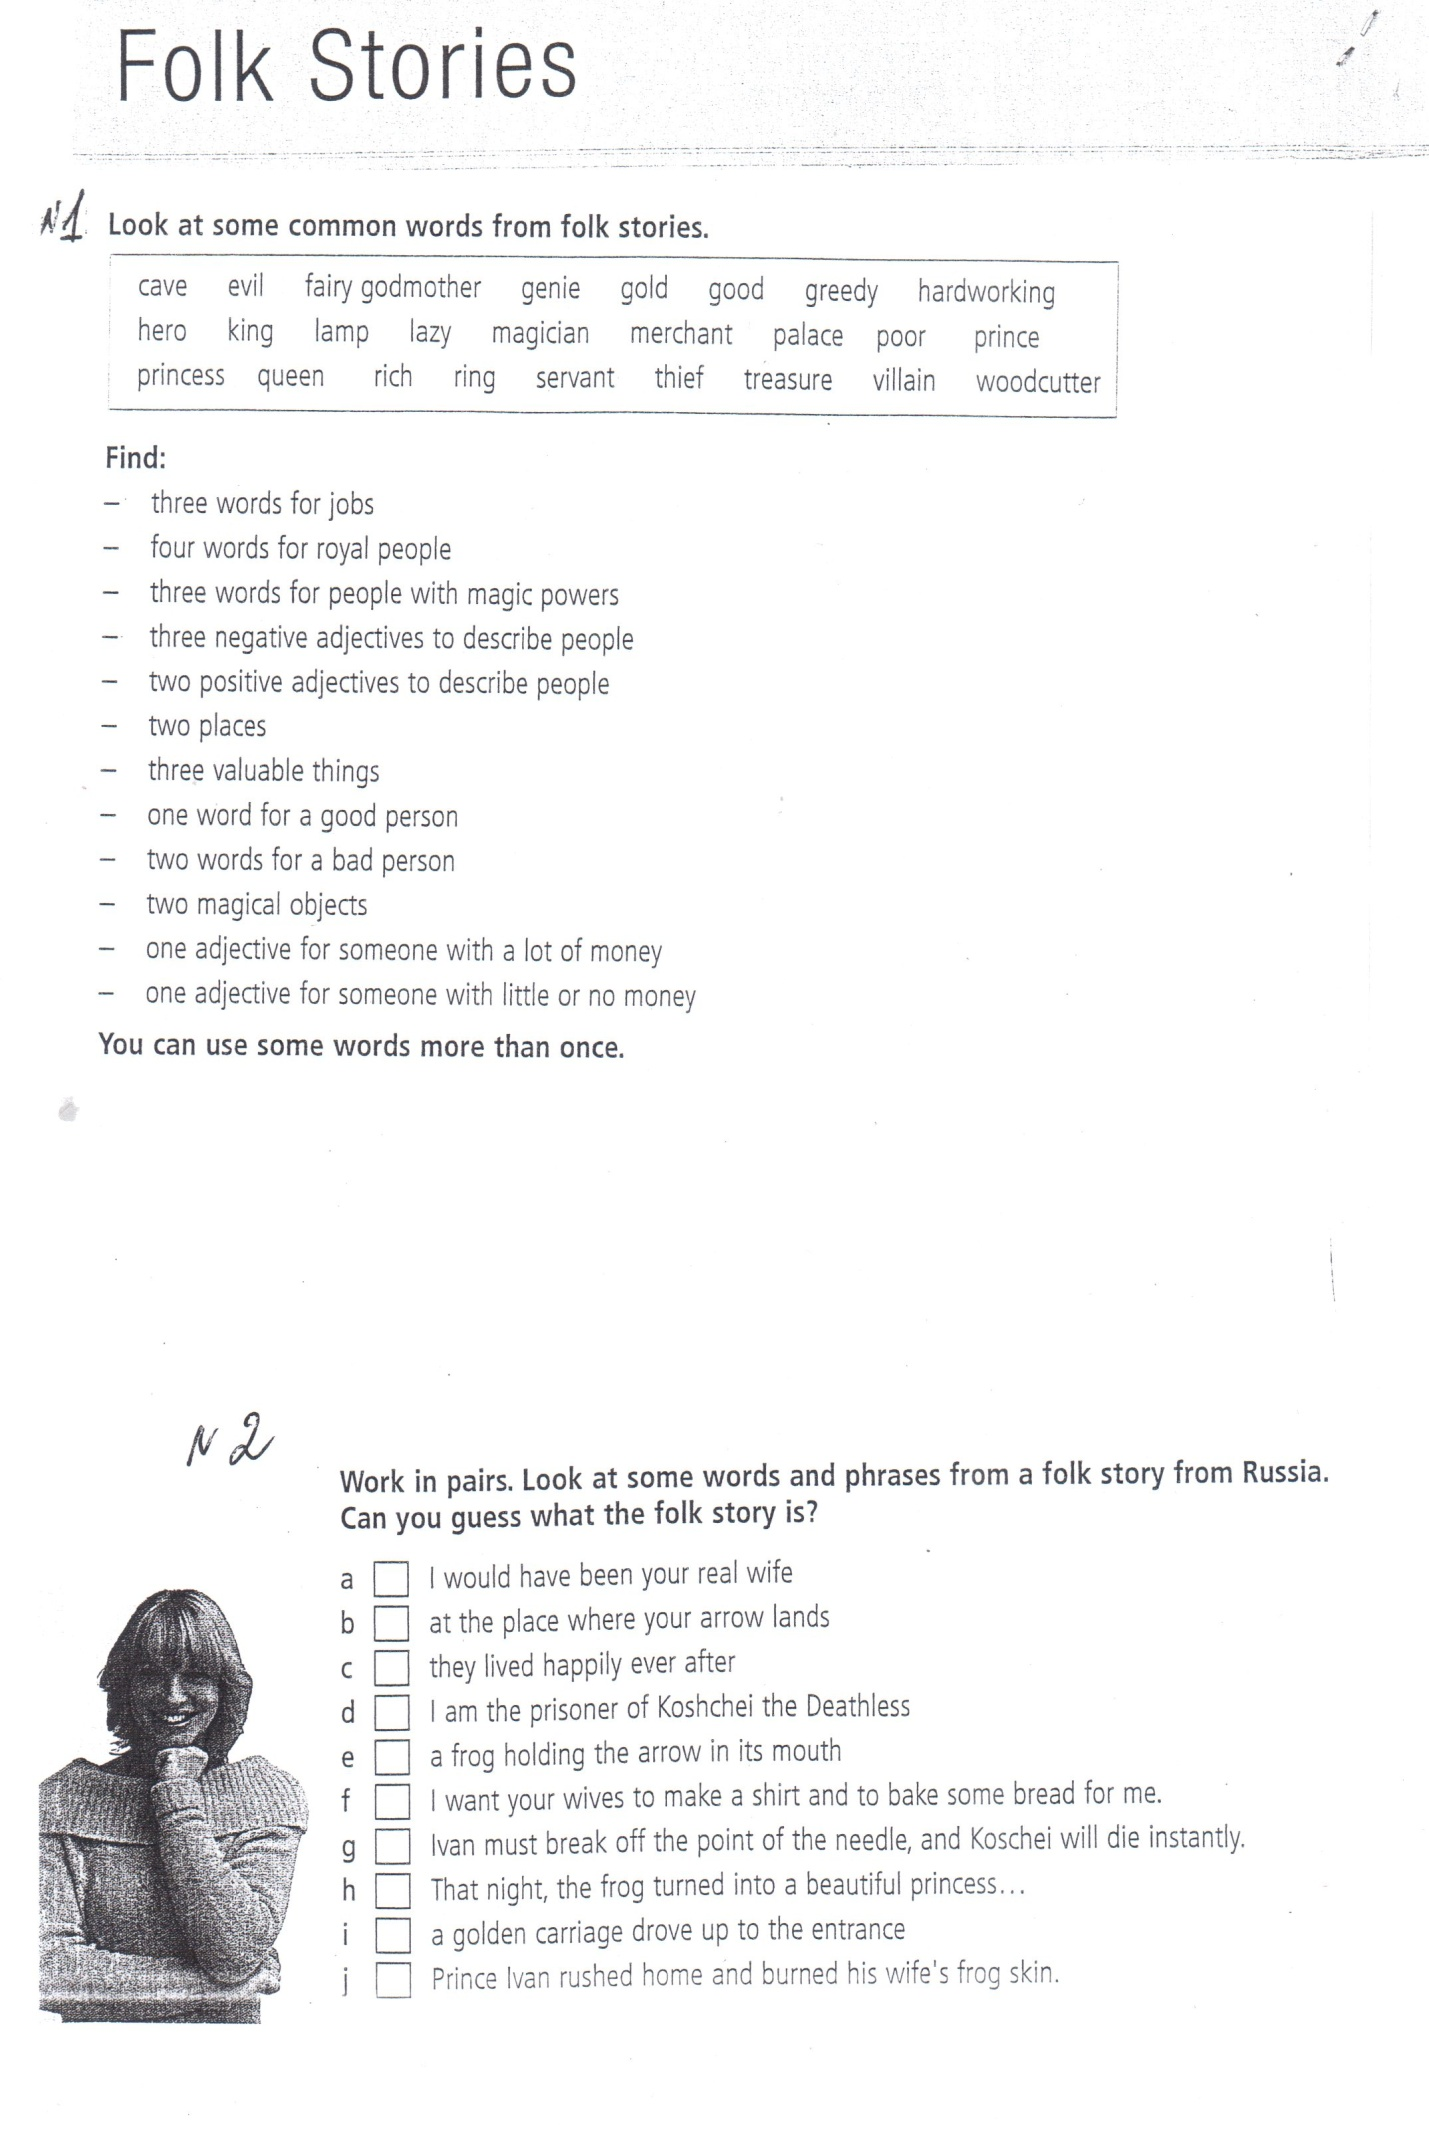 Folk Stories
N1 Look at some common words from folk stories.
cave evil fairy godmother genie gold good greedy hardworking
hero king lamp lazy magician merchant palace poor prince
princess queen rich ring servant thief treasure villain woodcutter
Find:
– three words for jobs
– four words for royal people
– three words for people with magic powers
– three negative adjectives to describe people
– two positive adjectives to describe people
– two places
– three valuable things
– one word for a good person
– two words for a bad person
– two magical objects
– one adjective for someone with a lot of money
– one adjective for someone with little or no money
You can use some words more than once.
N2
Work in pairs. Look at some words and phrases from a folk story from Russia.
Can you guess what the folk story is?
a I would have been your real wife
b at the place where your arrow lands
c they lived happily ever after
d I am the prisoner of Koshchei the Deathless
e a frog holding the arrow in its mouth
f I want your wives to make a shirt and to bake some bread for me.
g Ivan must break off the point of the needle, and Koschei will die instantly.
h That night, the frog turned into a beautiful princess...
i a golden carriage drove up to the entrance
j Prince Ivan rushed home and burned his wife's frog skin.